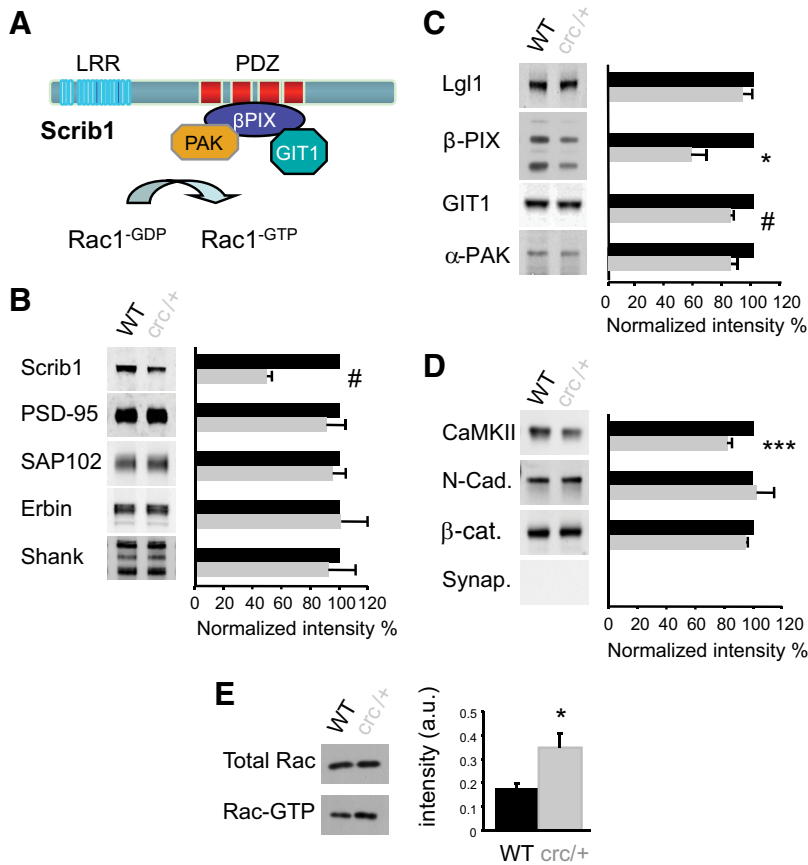 A
LRR PDZ
Scrib1
βPIX
PAK
GIT1
Rac1-GDP Rac1-GTP
B
WT crc/+
Scrib1 #
PSD-95
SAP102
Erbin
Shank
0 20 40 60 80 100 120
Normalized intensity %
C
WT crc/+
Lgl1
β-PIX *
GIT1 #
α-PAK
0 20 40 60 80 100 120
Normalized intensity %
D
WT crc/+
CaMKII ***
N-Cad.
β-cat.
Synap.
0 20 40 60 80 100 120
Normalized intensity %
E
WT crc/+
Total Rac
Rac-GTP
intensity (a.u.)
0.5
0.4
0.3
0.2
0.1
0
*
WT crc/+